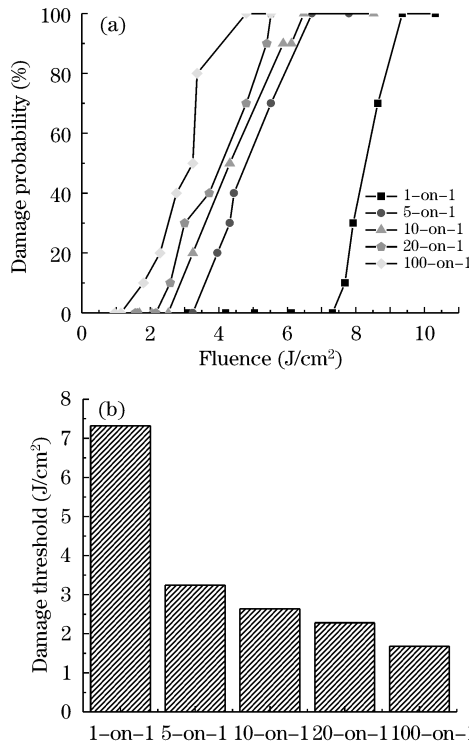 (a)
Damage probability (%)
100
80
60
40
20
0
1-on-1
5-on-1
10-on-1
20-on-1
100-on-1
0 2 4 6 8 10
Fluence (J/cm²)
(b)
Damage threshold (J/cm²)
8
7
6
5
4
3
2
1
0
1-on-1 5-on-1 10-on-1 20-on-1 100-on-1